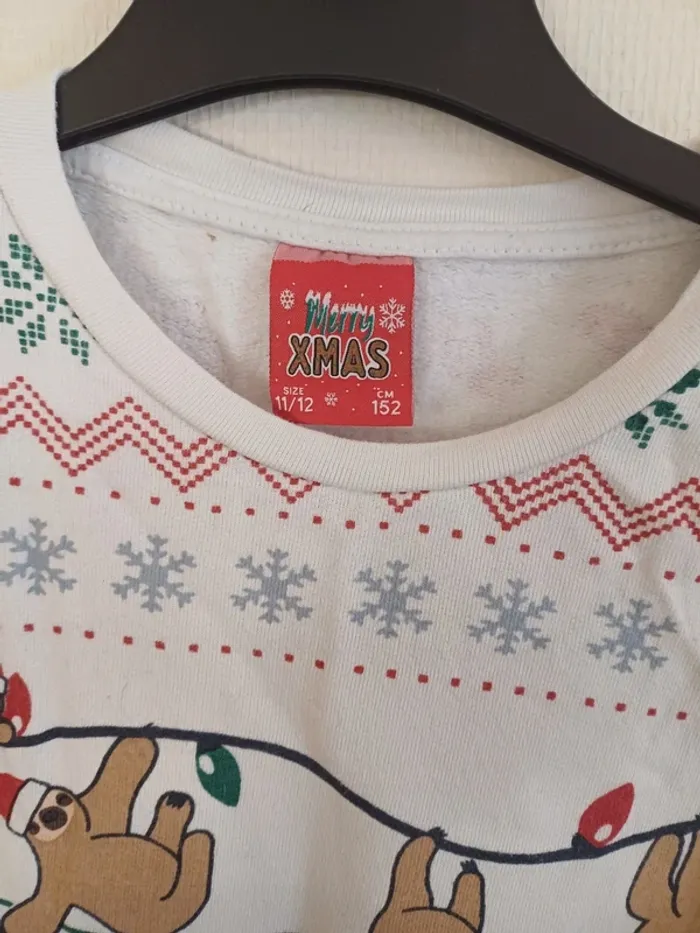 Merry
XMAS
SIZE CM
11/12 152